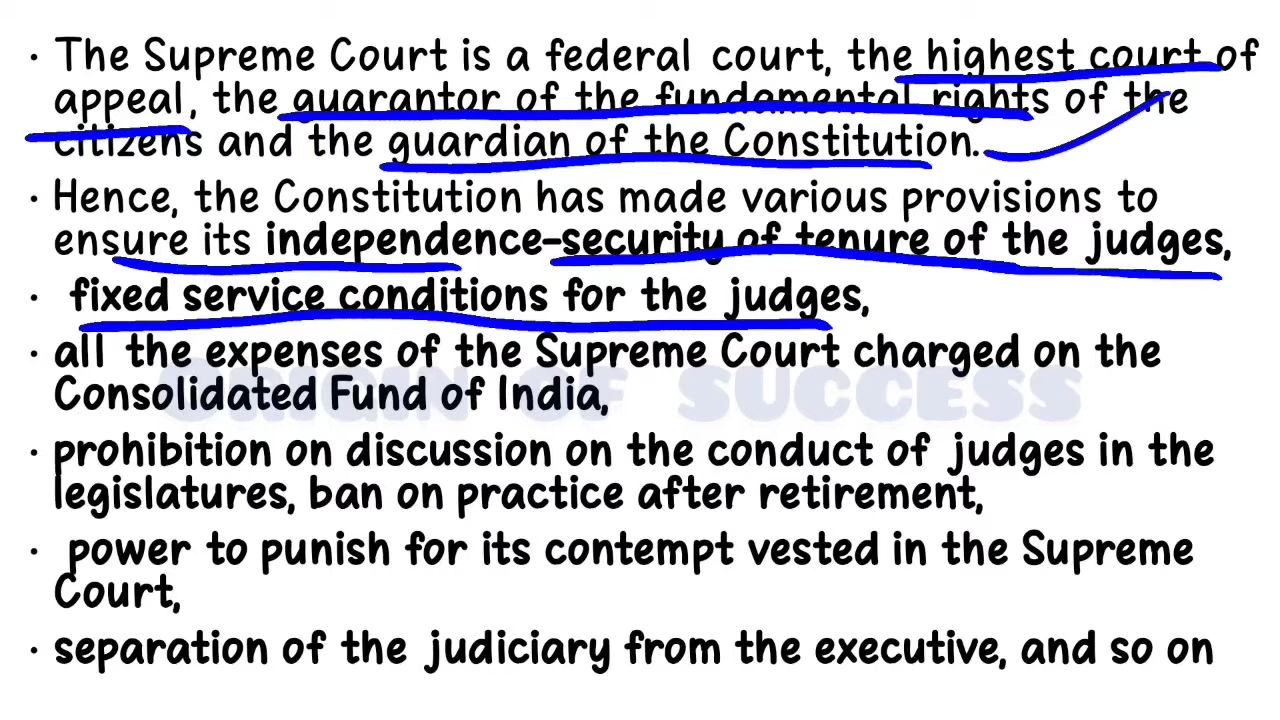 · The Supreme Court is a federal court, the highest court of
appeal, the guarantor of the fundamental rights of the
citizens and the guardian of the Constitution.
· Hence, the Constitution has made various provisions to
ensure its independence-security of tenure of the judges,
· fixed service conditions for the judges,
· all the expenses of the Supreme Court charged on the
Consolidated Fund of India,
ORIGIN OF SUCCESS
· prohibition on discussion on the conduct of judges in the
legislatures, ban on practice after retirement,
· power to punish for its contempt vested in the Supreme
Court,
· separation of the judiciary from the executive, and so on